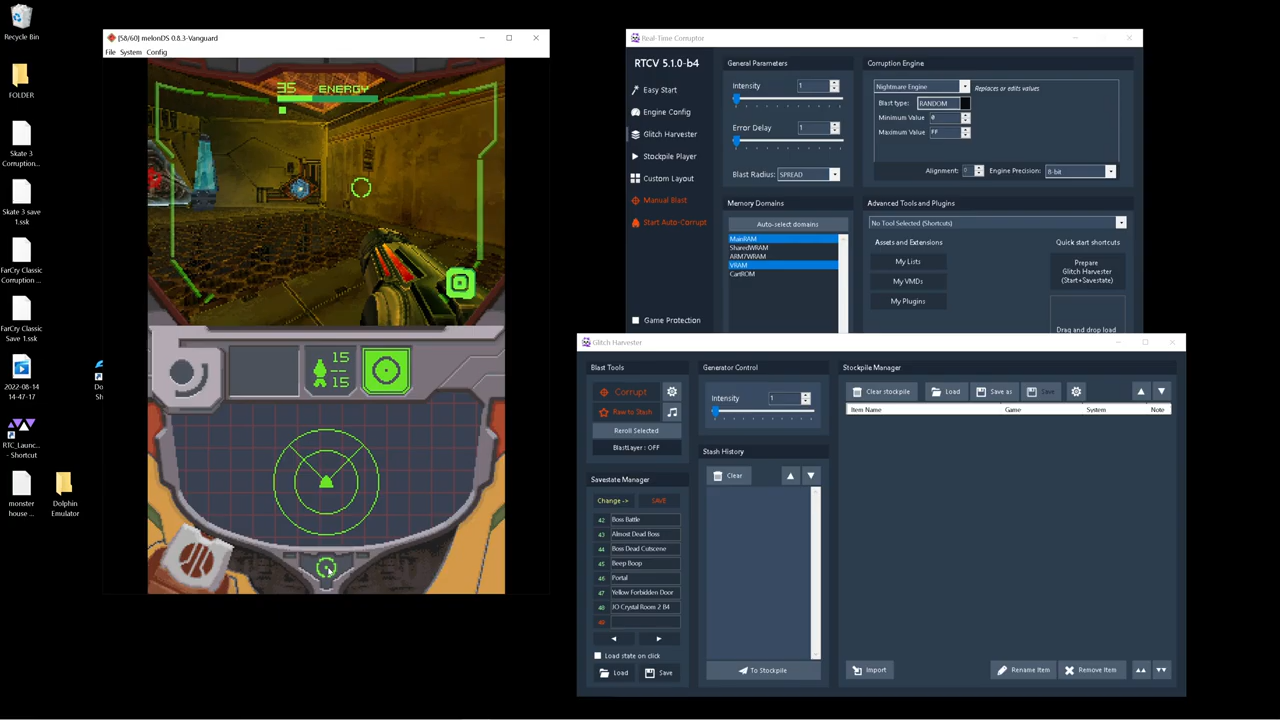 Recycle Bin
FOLDER
Skate 3
Corruption...
Skate 3 save
1.ssk
FarCry Classic
Corruption ...
FarCry Classic
Save 1.ssk
2022-08-14
14-47-17
RTC_Launc...
- Shortcut
monster
house ...
Dolphin
Emulator
[58/60] melonDS 0.8.3-Vanguard
File System Config
35 ENERGY
15
--
15
Real-Time Corruptor
RTCV 5.1.0-b4
Easy Start
Engine Config
Glitch Harvester
Stockpile Player
Custom Layout
Manual Blast
Start Auto-Corrupt
Game Protection
General Parameters
Intensity 1
Error Delay 1
Blast Radius: SPREAD
Memory Domains
Auto-select domains
MainRAM
SharedWRAM
ARM7WRAM
VRAM
CartROM
Corruption Engine
Nightmare Engine Replaces or edits values
Blast type: RANDOM
Minimum Value 0
Maximum Value FF
Alignment: 0 Engine Precision: 8-bit
Advanced Tools and Plugins
No Tool Selected (Shortcuts)
Assets and Extensions
My Lists
My VMDs
My Plugins
Quick start shortcuts
Prepare
Glitch Harvester
(Start+Savestate)
Drag and drop load
Glitch Harvester
Blast Tools
Corrupt
Raw to Stash
Reroll Selected
BlastLayer : OFF
Savestate Manager
Change -> SAVE
42 Boss Battle
43 Almost Dead Boss
44 Boss Dead Cutscene
45 Beep Boop
46 Portal
47 Yellow Forbidden Door
48 JO Crystal Room 2 B4
49
Load state on click
Load Save
Generator Control
Intensity 1
Stash History
Clear
To Stockpile
Stockpile Manager
Clear stockpile Load Save as Save
Item Name Game System Note
Import Rename Item Remove Item